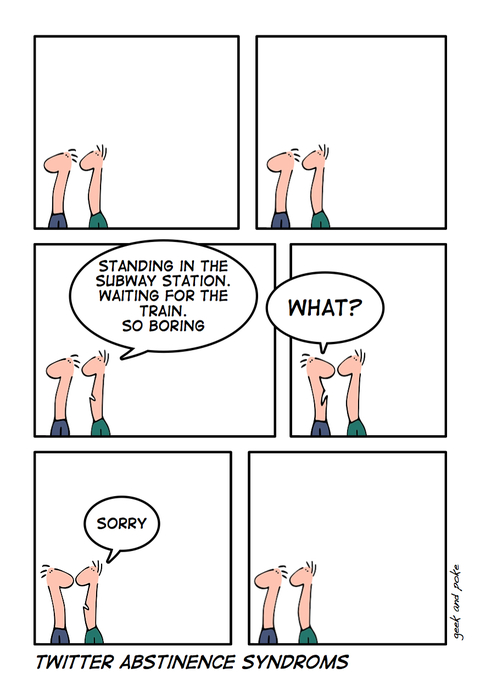 STANDING IN THE
SUBWAY STATION.
WAITING FOR THE
TRAIN.
SO BORING
WHAT?
SORRY
geek and poke
TWITTER ABSTINENCE SYNDROMS